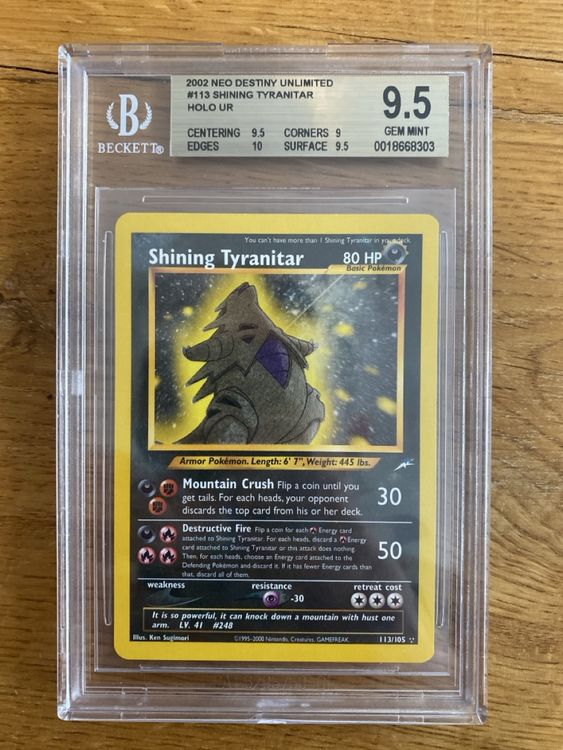 2002 NEO DESTINY UNLIMITED
#113 SHINING TYRANITAR
HOLO UR
CENTERING 9.5 CORNERS 9
EDGES 10 SURFACE 9.5
9.5
GEM MINT
0018668303
B
BECKETT®
You can't have more than 1 Shining Tyranitar in your deck.
Shining Tyranitar 80 HP
Basic Pokémon
Armor Pokémon. Length: 6' 7", Weight: 445 lbs.
Mountain Crush Flip a coin until you
get tails. For each heads, your opponent
discards the top card from his or her deck.
30
Destructive Fire Flip a coin for each Energy card
attached to Shining Tyranitar. For each heads, discard a Energy
card attached to Shining Tyranitar or this attack does nothing.
Then, for each heads, choose an Energy card attached to the
Defending Pokémon and discard it. If it has fewer Energy cards than
that, discard all of them.
50
weakness resistance retreat cost
-30
It is so powerful, it can knock down a mountain with hust one
arm. LV. 41 #248
Illus. Ken Sugimori ©1995-2000 Nintendo, Creatures, GAMEFREAK. 113/105